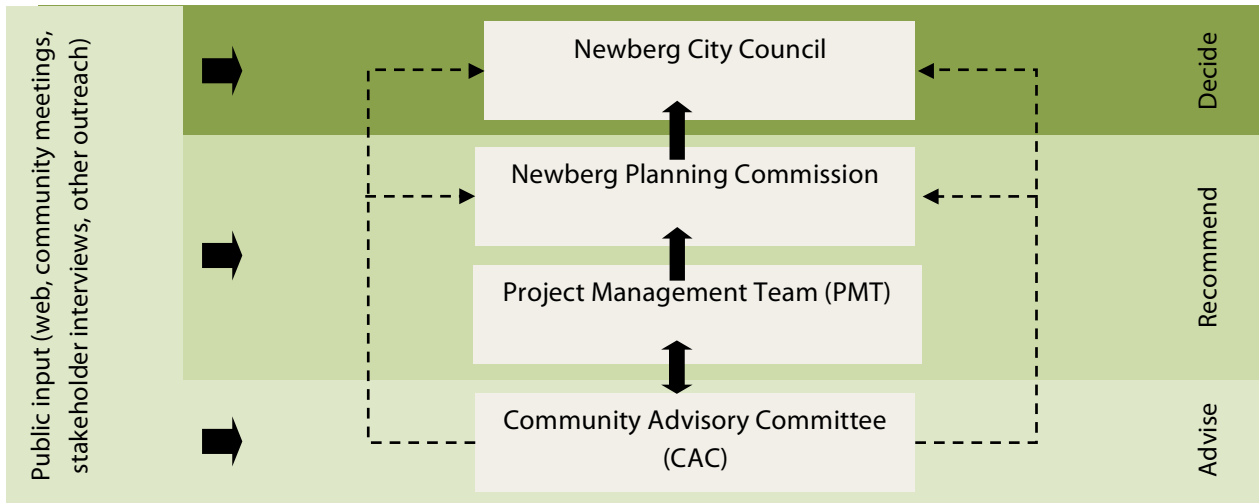 Public input (web, community meetings,
stakeholder interviews, other outreach)
Newberg City Council
Decide
Newberg Planning Commission
Project Management Team (PMT)
Recommend
Community Advisory Committee
(CAC)
Advise